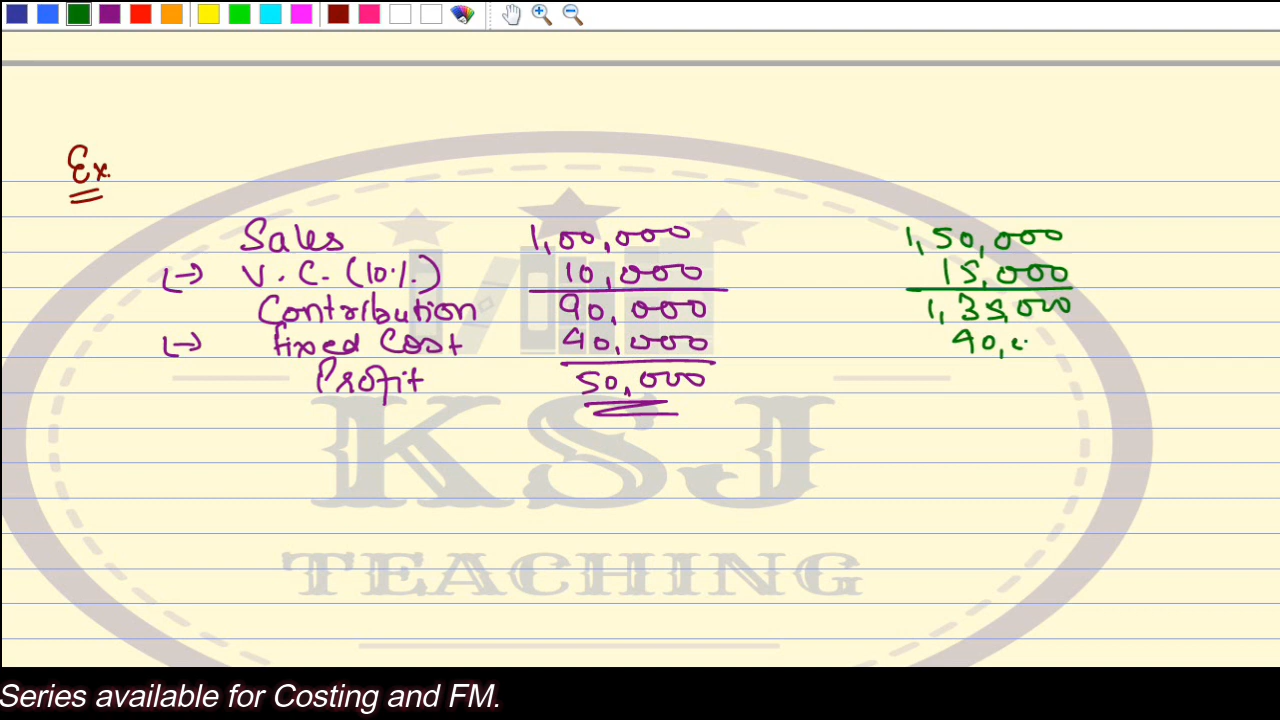 Ex.
Sales 1,00,000 1,50,000
(-) V.C. (10%) 10,000 15,000
Contribution 90,000 1,35,000
(-) Fixed Cost 40,000 40,
Profit 50,000
KSJ
TEACHING
Series available for Costing and FM.